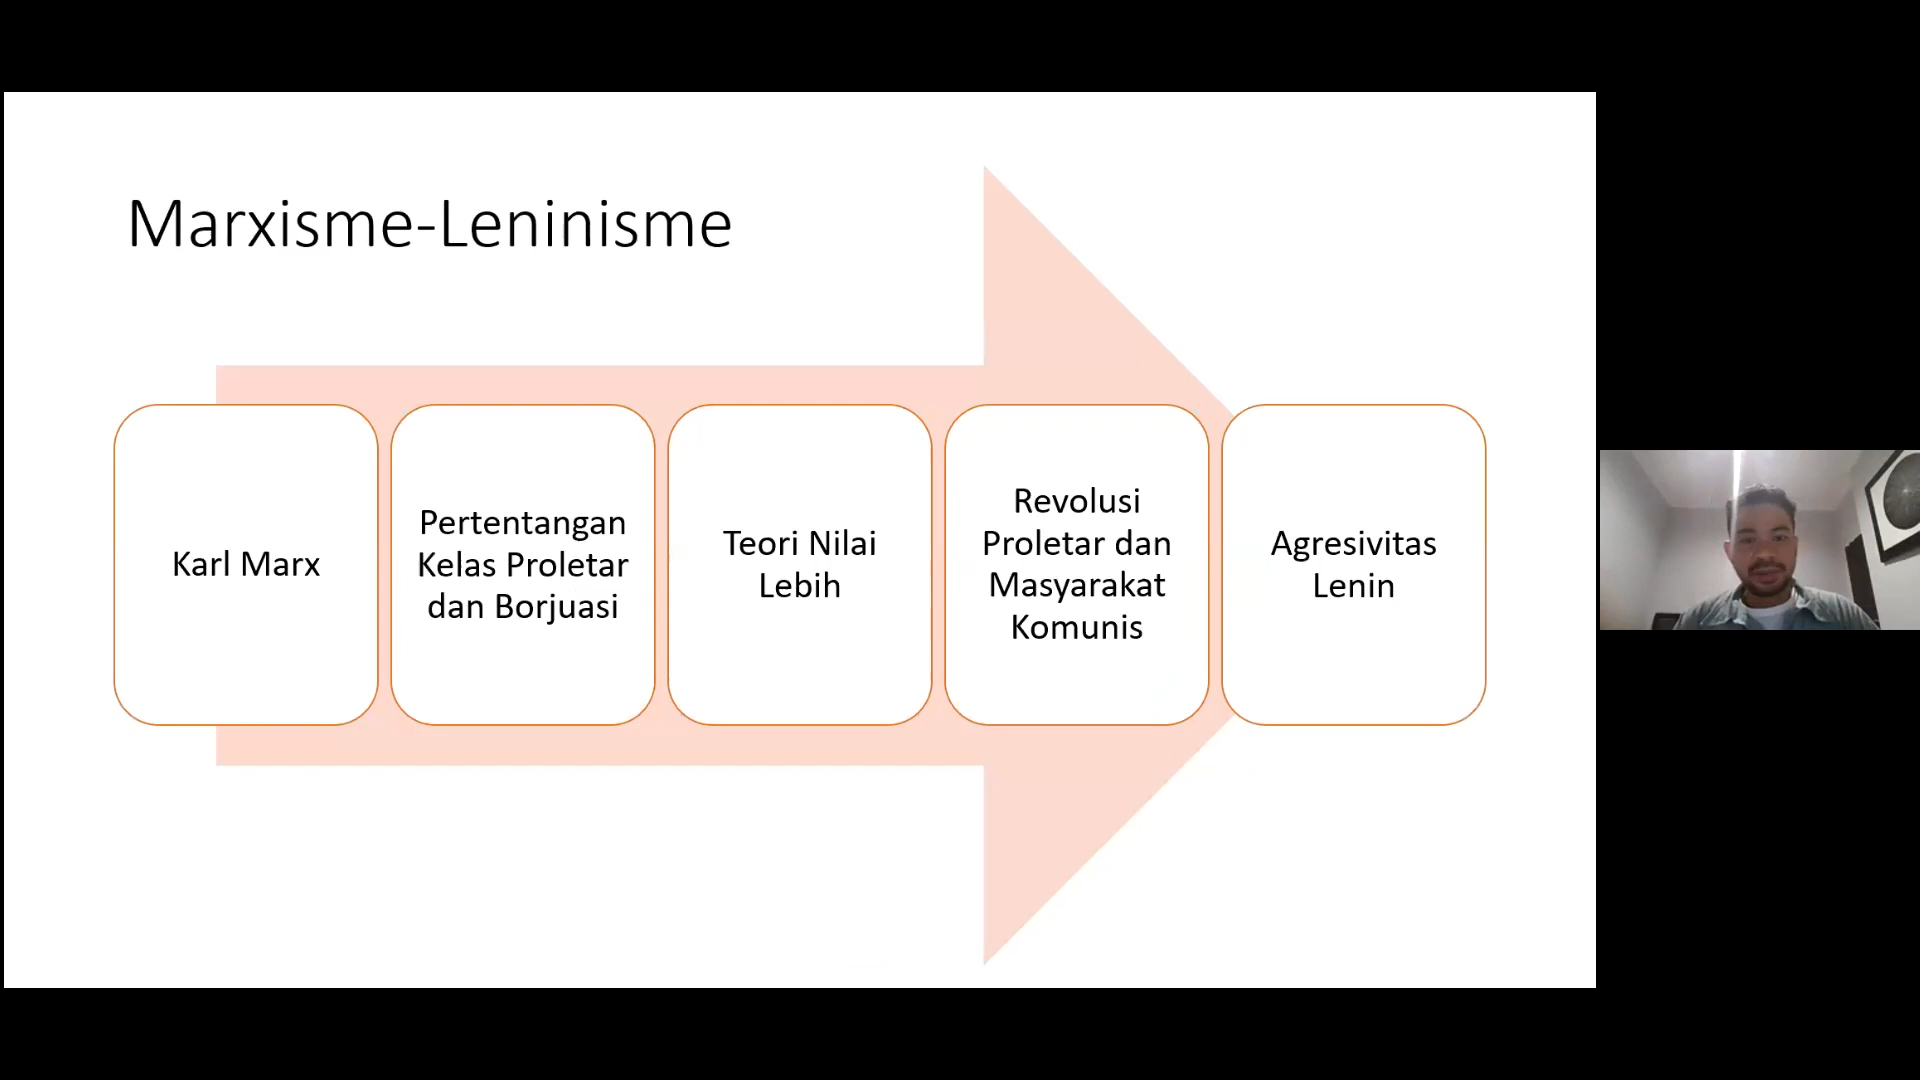 Marxisme-Leninisme
Karl Marx
Pertentangan
Kelas Proletar
dan Borjuasi
Teori Nilai
Lebih
Revolusi
Proletar dan
Masyarakat
Komunis
Agresivitas
Lenin